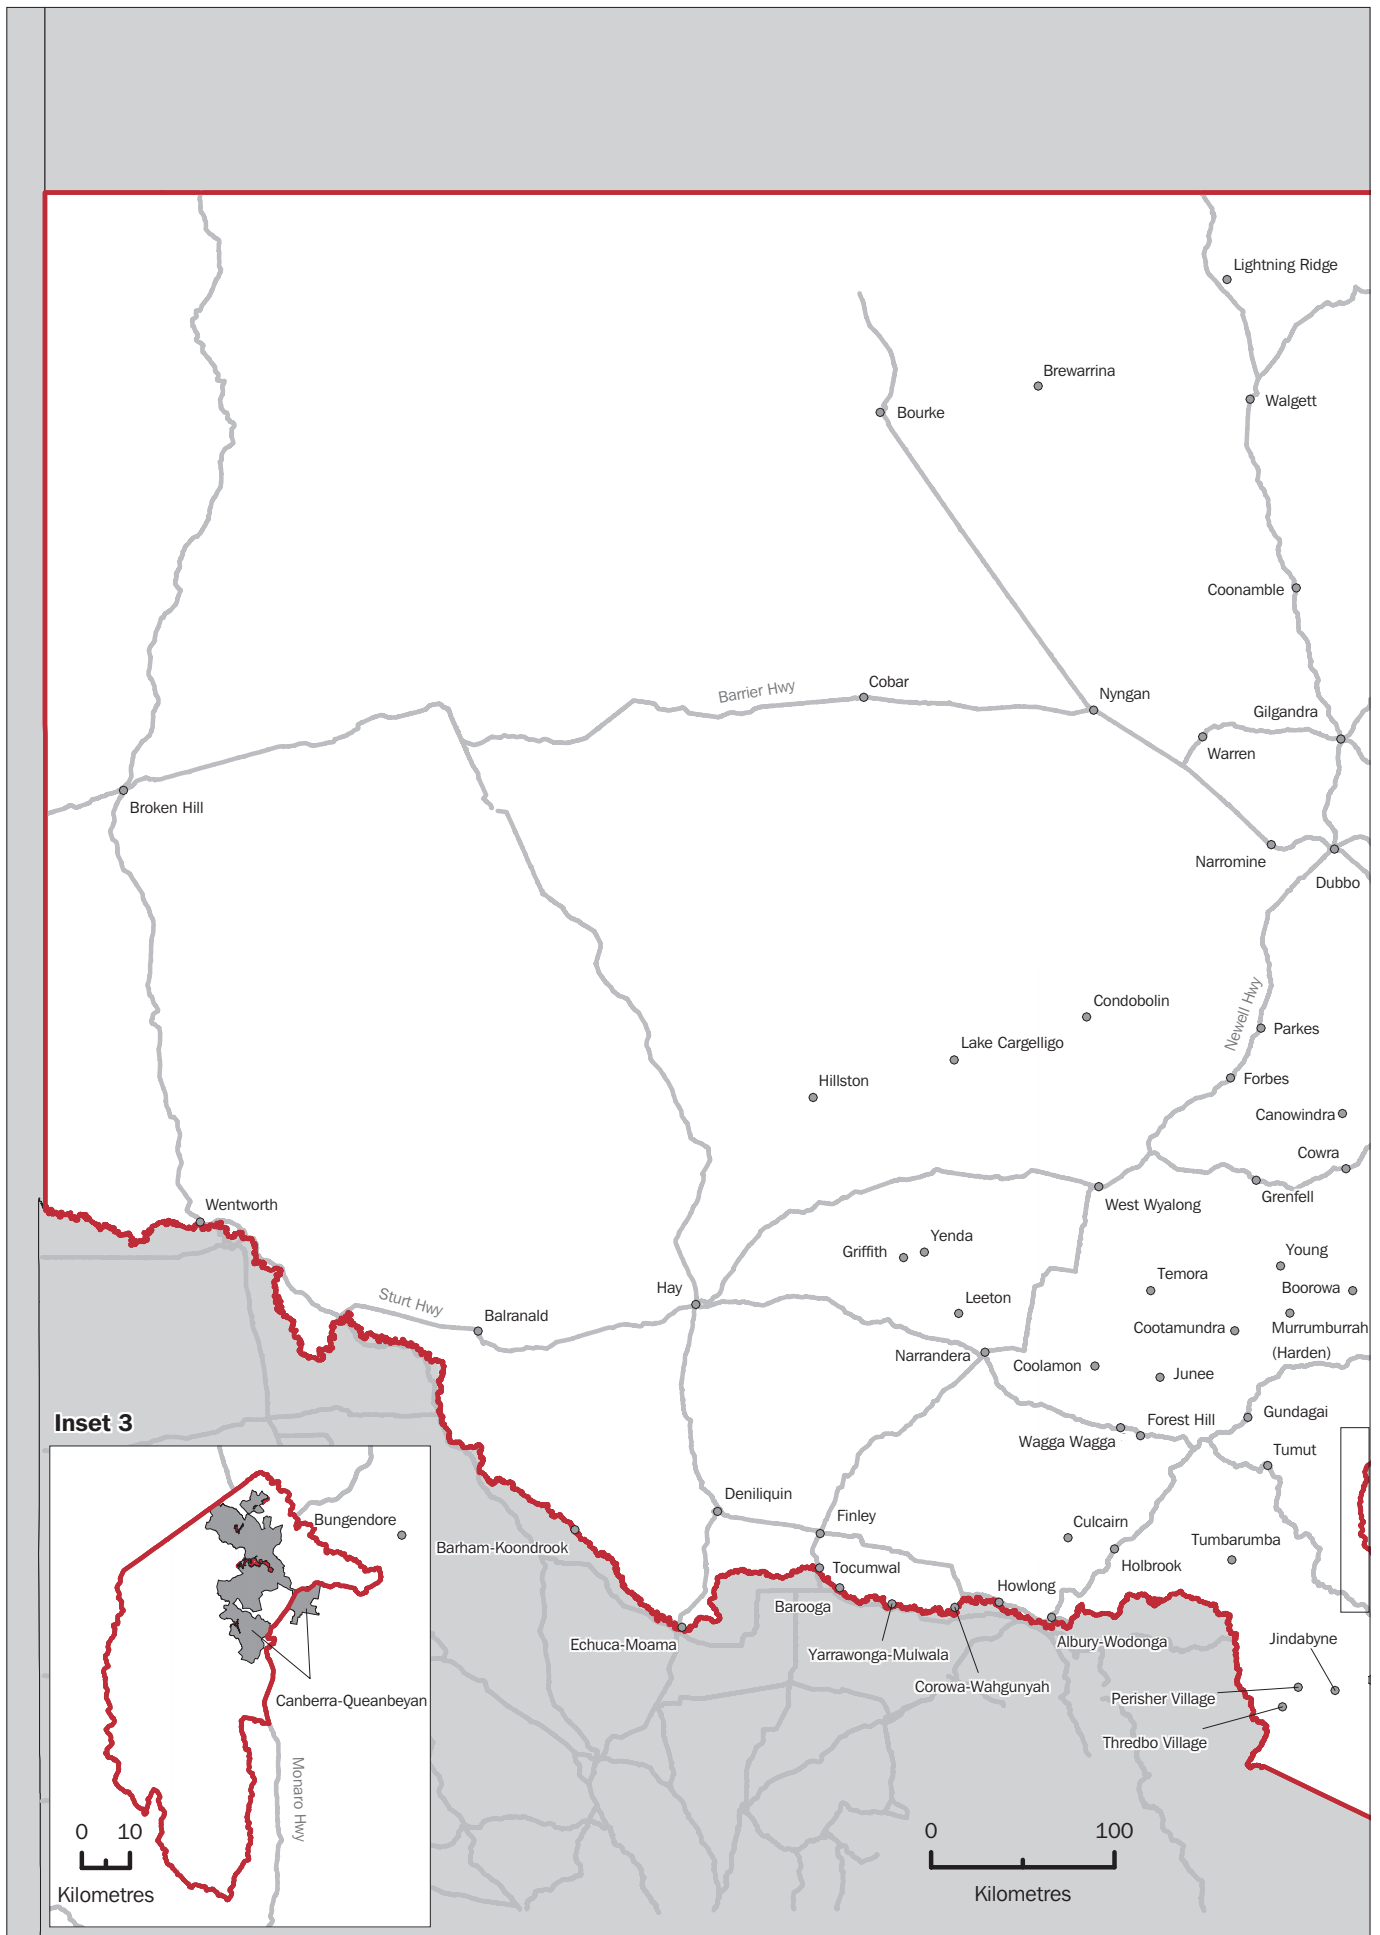 Lightning Ridge
Brewarrina
Walgett
Bourke
Coonamble
Cobar
Barrier Hwy
Nyngan
Gilgandra
Warren
Broken Hill
Narromine
Dubbo
Condobolin
Newell Hwy
Parkes
Lake Cargelligo
Hillston
Forbes
Canowindra
Cowra
Grenfell
West Wyalong
Wentworth
Yenda
Griffith
Young
Temora
Boorowa
Hay
Sturt Hwy
Leeton
Balranald
Cootamundra
Murrumburrah
(Harden)
Narrandera
Coolamon
Junee
Gundagai
Forest Hill
Wagga Wagga
Tumut
Inset 3
Deniliquin
Finley
Bungendore
Culcairn
Barham-Koondrook
Tumbarumba
Holbrook
Tocumwal
Howlong
Barooga
Echuca-Moama
Albury-Wodonga
Jindabyne
Yarrawonga-Mulwala
Corowa-Wahgunyah
Perisher Village
Canberra-Queanbeyan
Thredbo Village
Monaro Hwy
0 10
Kilometres
0 100
Kilometres